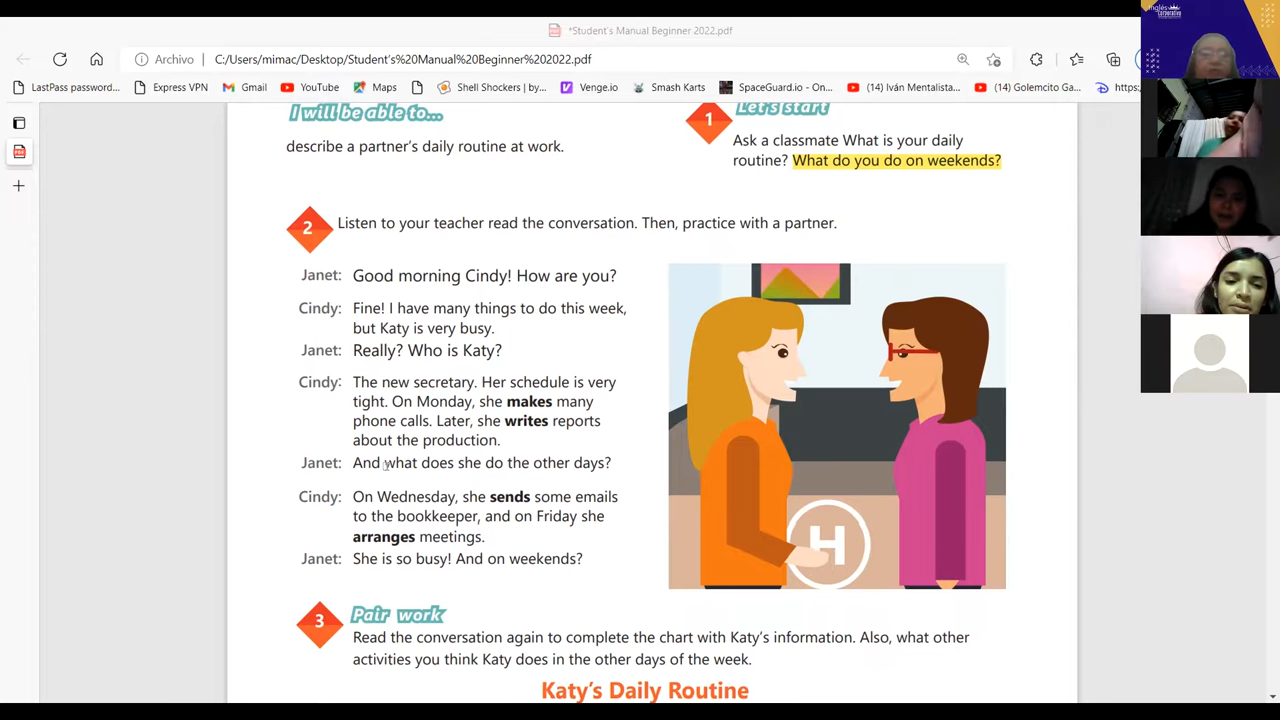 *Student's Manual Beginner 2022.pdf
Archivo
C:/Users/mimac/Desktop/Student's%20Manual%20Beginner%202022.pdf
LastPass password...
Express VPN
Gmail
YouTube
Maps
Shell Shockers | by...
Venge.io
Smash Karts
SpaceGuard.io - On...
(14) Iván Mentalista...
(14) Golemcito Ga...
https:
Inglés
Corporativo
I will be able to...
describe a partner's daily routine at work.
1
Let's start
Ask a classmate What is your daily
routine? What do you do on weekends?
2
Listen to your teacher read the conversation. Then, practice with a partner.
Janet: Good morning Cindy! How are you?
Cindy: Fine! I have many things to do this week,
but Katy is very busy.
Janet: Really? Who is Katy?
Cindy: The new secretary. Her schedule is very
tight. On Monday, she makes many
phone calls. Later, she writes reports
about the production.
Janet: And what does she do the other days?
Cindy: On Wednesday, she sends some emails
to the bookkeeper, and on Friday she
arranges meetings.
Janet: She is so busy! And on weekends?
H
3
Pair work
Read the conversation again to complete the chart with Katy's information. Also, what other
activities you think Katy does in the other days of the week.
Katy's Daily Routine